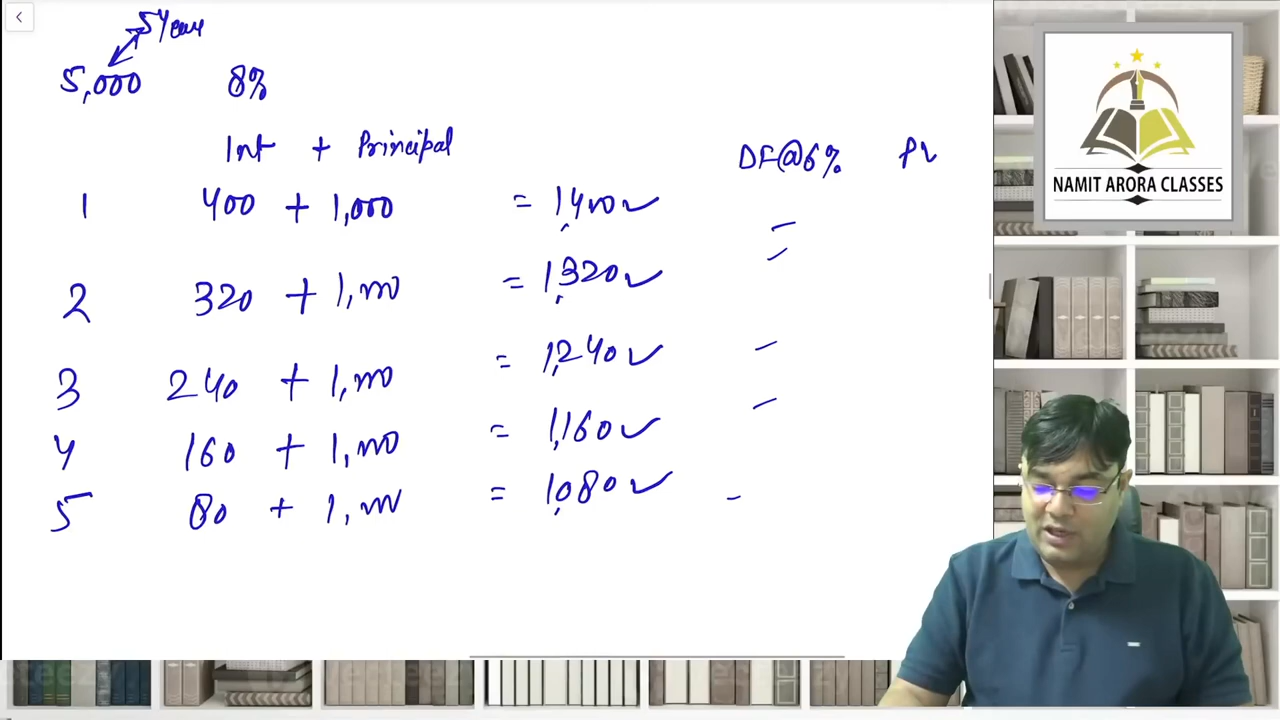 5 Years
5,000 8%
Int + Principal DF@6% PV
1 400 + 1,000 = 1,400
2 320 + 1,000 = 1,320
3 240 + 1,000 = 1,240
4 160 + 1,000 = 1,160
5 80 + 1,000 = 1,080
NAMIT ARORA CLASSES